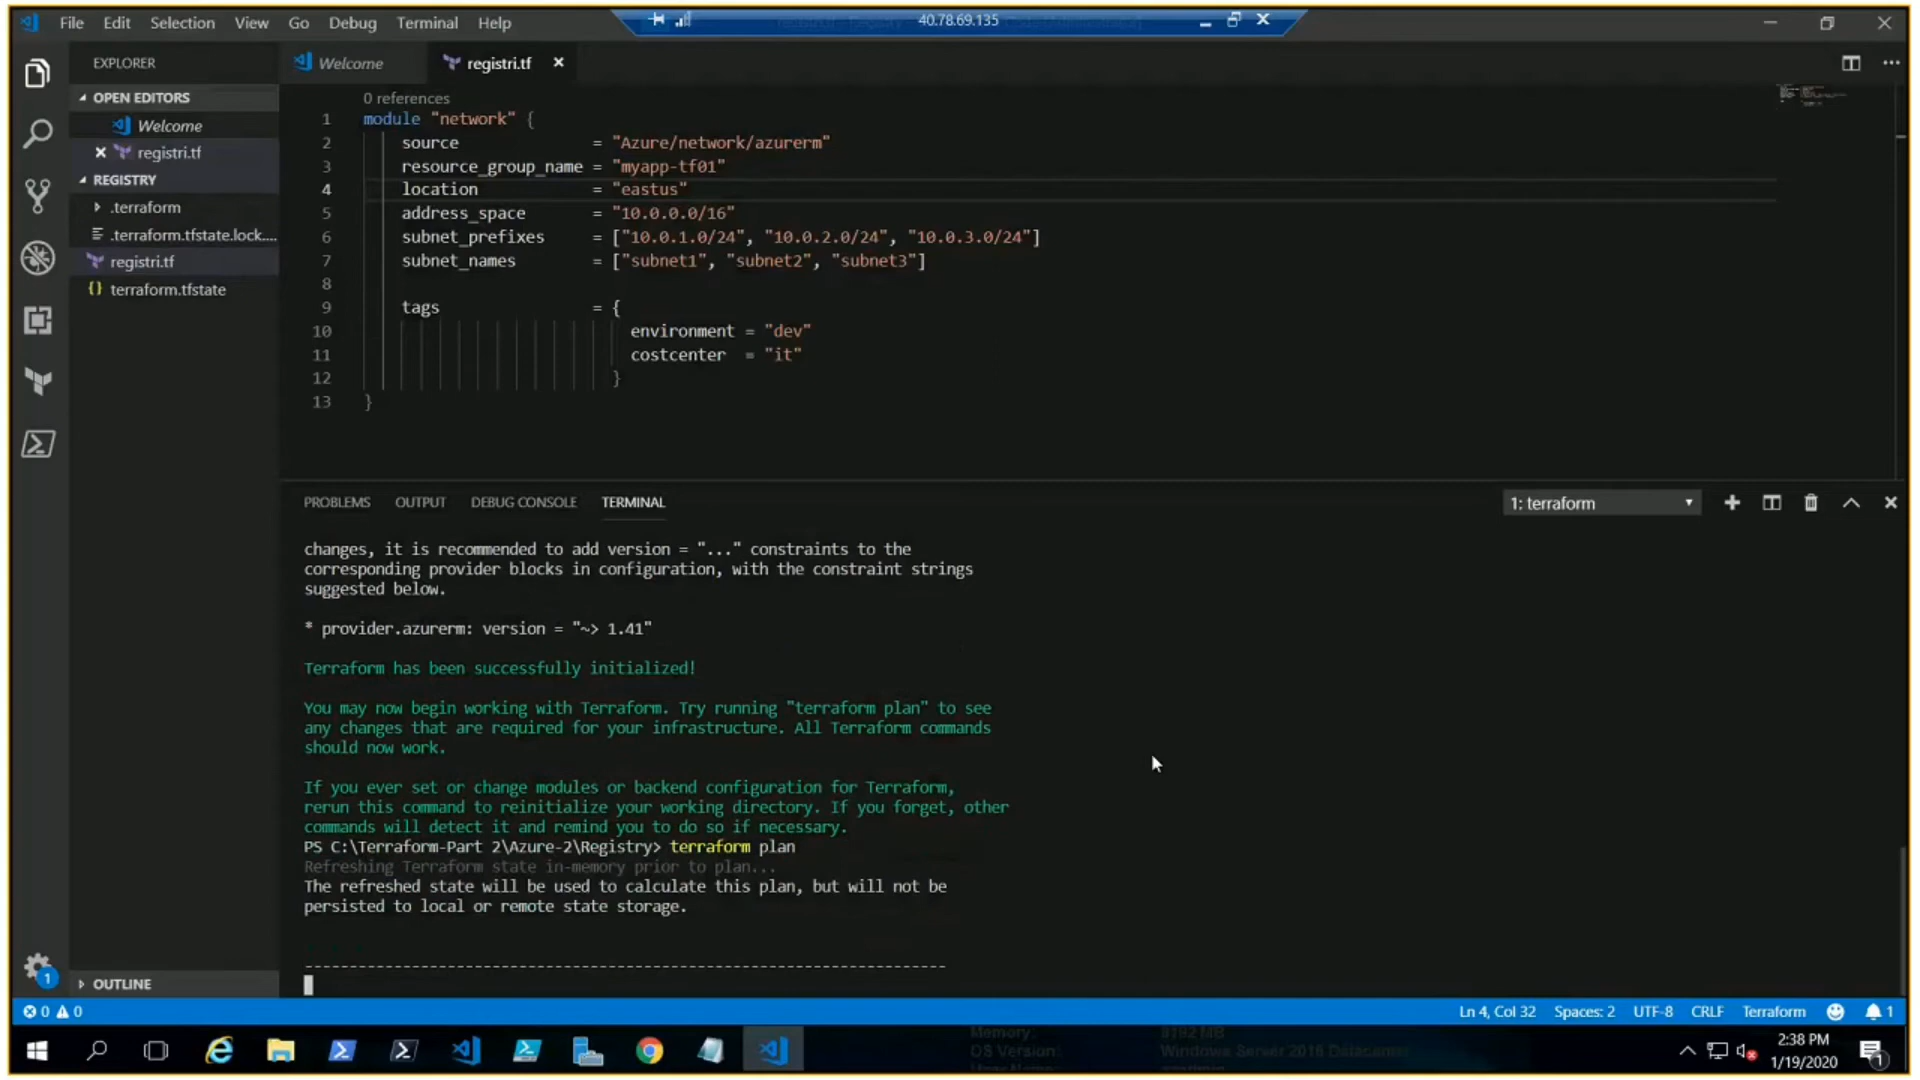 File Edit Selection View Go Debug Terminal Help
40.78.69.135
EXPLORER
Welcome
registri.tf
OPEN EDITORS
Welcome
registri.tf
REGISTRY
.terraform
.terraform.tfstate.lock....
registri.tf
terraform.tfstate
OUTLINE
0 references
1 module "network" {
2 source = "Azure/network/azurerm"
3 resource_group_name = "myapp-tf01"
4 location = "eastus"
5 address_space = "10.0.0.0/16"
6 subnet_prefixes = ["10.0.1.0/24", "10.0.2.0/24", "10.0.3.0/24"]
7 subnet_names = ["subnet1", "subnet2", "subnet3"]
8
9 tags = {
10 environment = "dev"
11 costcenter = "it"
12 }
13 }
PROBLEMS OUTPUT DEBUG CONSOLE TERMINAL
1: terraform
changes, it is recommended to add version = "..." constraints to the
corresponding provider blocks in configuration, with the constraint strings
suggested below.
* provider.azurerm: version = "~> 1.41"
Terraform has been successfully initialized!
You may now begin working with Terraform. Try running "terraform plan" to see
any changes that are required for your infrastructure. All Terraform commands
should now work.
If you ever set or change modules or backend configuration for Terraform,
rerun this command to reinitialize your working directory. If you forget, other
commands will detect it and remind you to do so if necessary.
PS C:\Terraform-Part 2\Azure-2\Registry> terraform plan
Refreshing Terraform state in-memory prior to plan...
The refreshed state will be used to calculate this plan, but will not be
persisted to local or remote state storage.
------------------------------------------------------------------------
1
0 0
Ln 4, Col 32 Spaces: 2 UTF-8 CRLF Terraform 1
Memory: 8192 MB
OS Version: Windows Server 2016 Datacenter
2:38 PM
1/19/2020
1